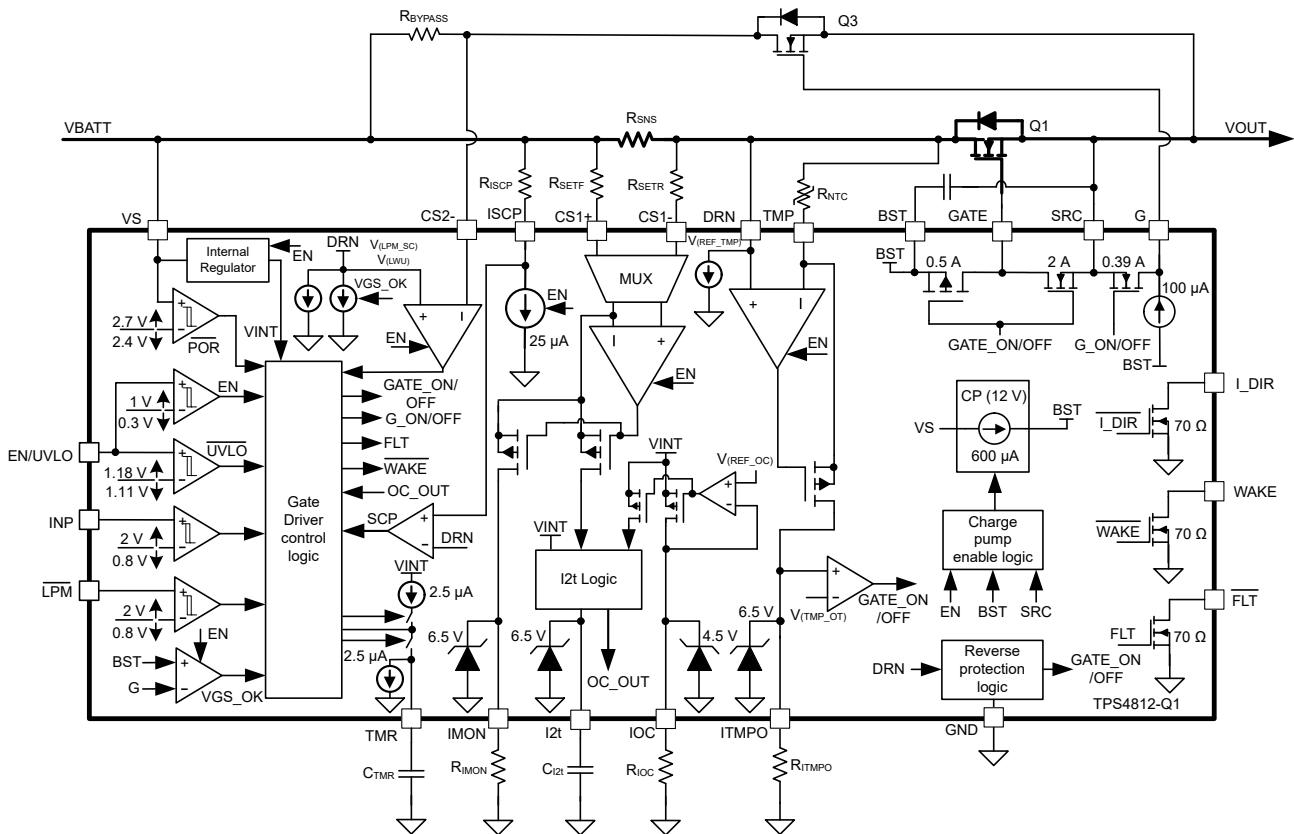 RBYPASS
Q3
VBATT
RSNS
Q1
VOUT
RISCP
RSETF
RSETR
RNTC
VS
CS2-
ISCP
CS1+
CS1-
DRN
TMP
BST
GATE
SRC
G
Internal
Regulator
EN
DRN
V(LPM_SC)
V(LWU)
VGS_OK
MUX
V(REF_TMP)
BST
0.5 A
2 A
0.39 A
100 µA
GATE_ON/OFF
G_ON/OFF
BST
2.7 V
2.4 V
POR
VINT
EN
EN
25 µA
EN
EN
EN
1 V
0.3 V
EN/UVLO
UVLO
1.18 V
1.11 V
INP
2 V
0.8 V
LPM
2 V
0.8 V
EN
BST
G
VGS_OK
Gate
Driver
control
logic
GATE_ON/
OFF
G_ON/OFF
FLT
WAKE
OC_OUT
SCP
DRN
VINT
2.5 µA
2.5 µA
VINT
V(REF_OC)
VINT
I2t Logic
OC_OUT
6.5 V
6.5 V
4.5 V
6.5 V
V(TMP_OT)
GATE_ON
/OFF
CP (12 V)
VS
600 µA
BST
Charge
pump
enable logic
EN
BST
SRC
DRN
Reverse
protection
logic
GATE_ON
/OFF
I_DIR
I_DIR
70 Ω
WAKE
WAKE
70 Ω
FLT
FLT
70 Ω
TPS4812-Q1
TMR
IMON
I2t
IOC
ITMPO
GND
CTMR
RIMON
CI2t
RIOC
RITMPO